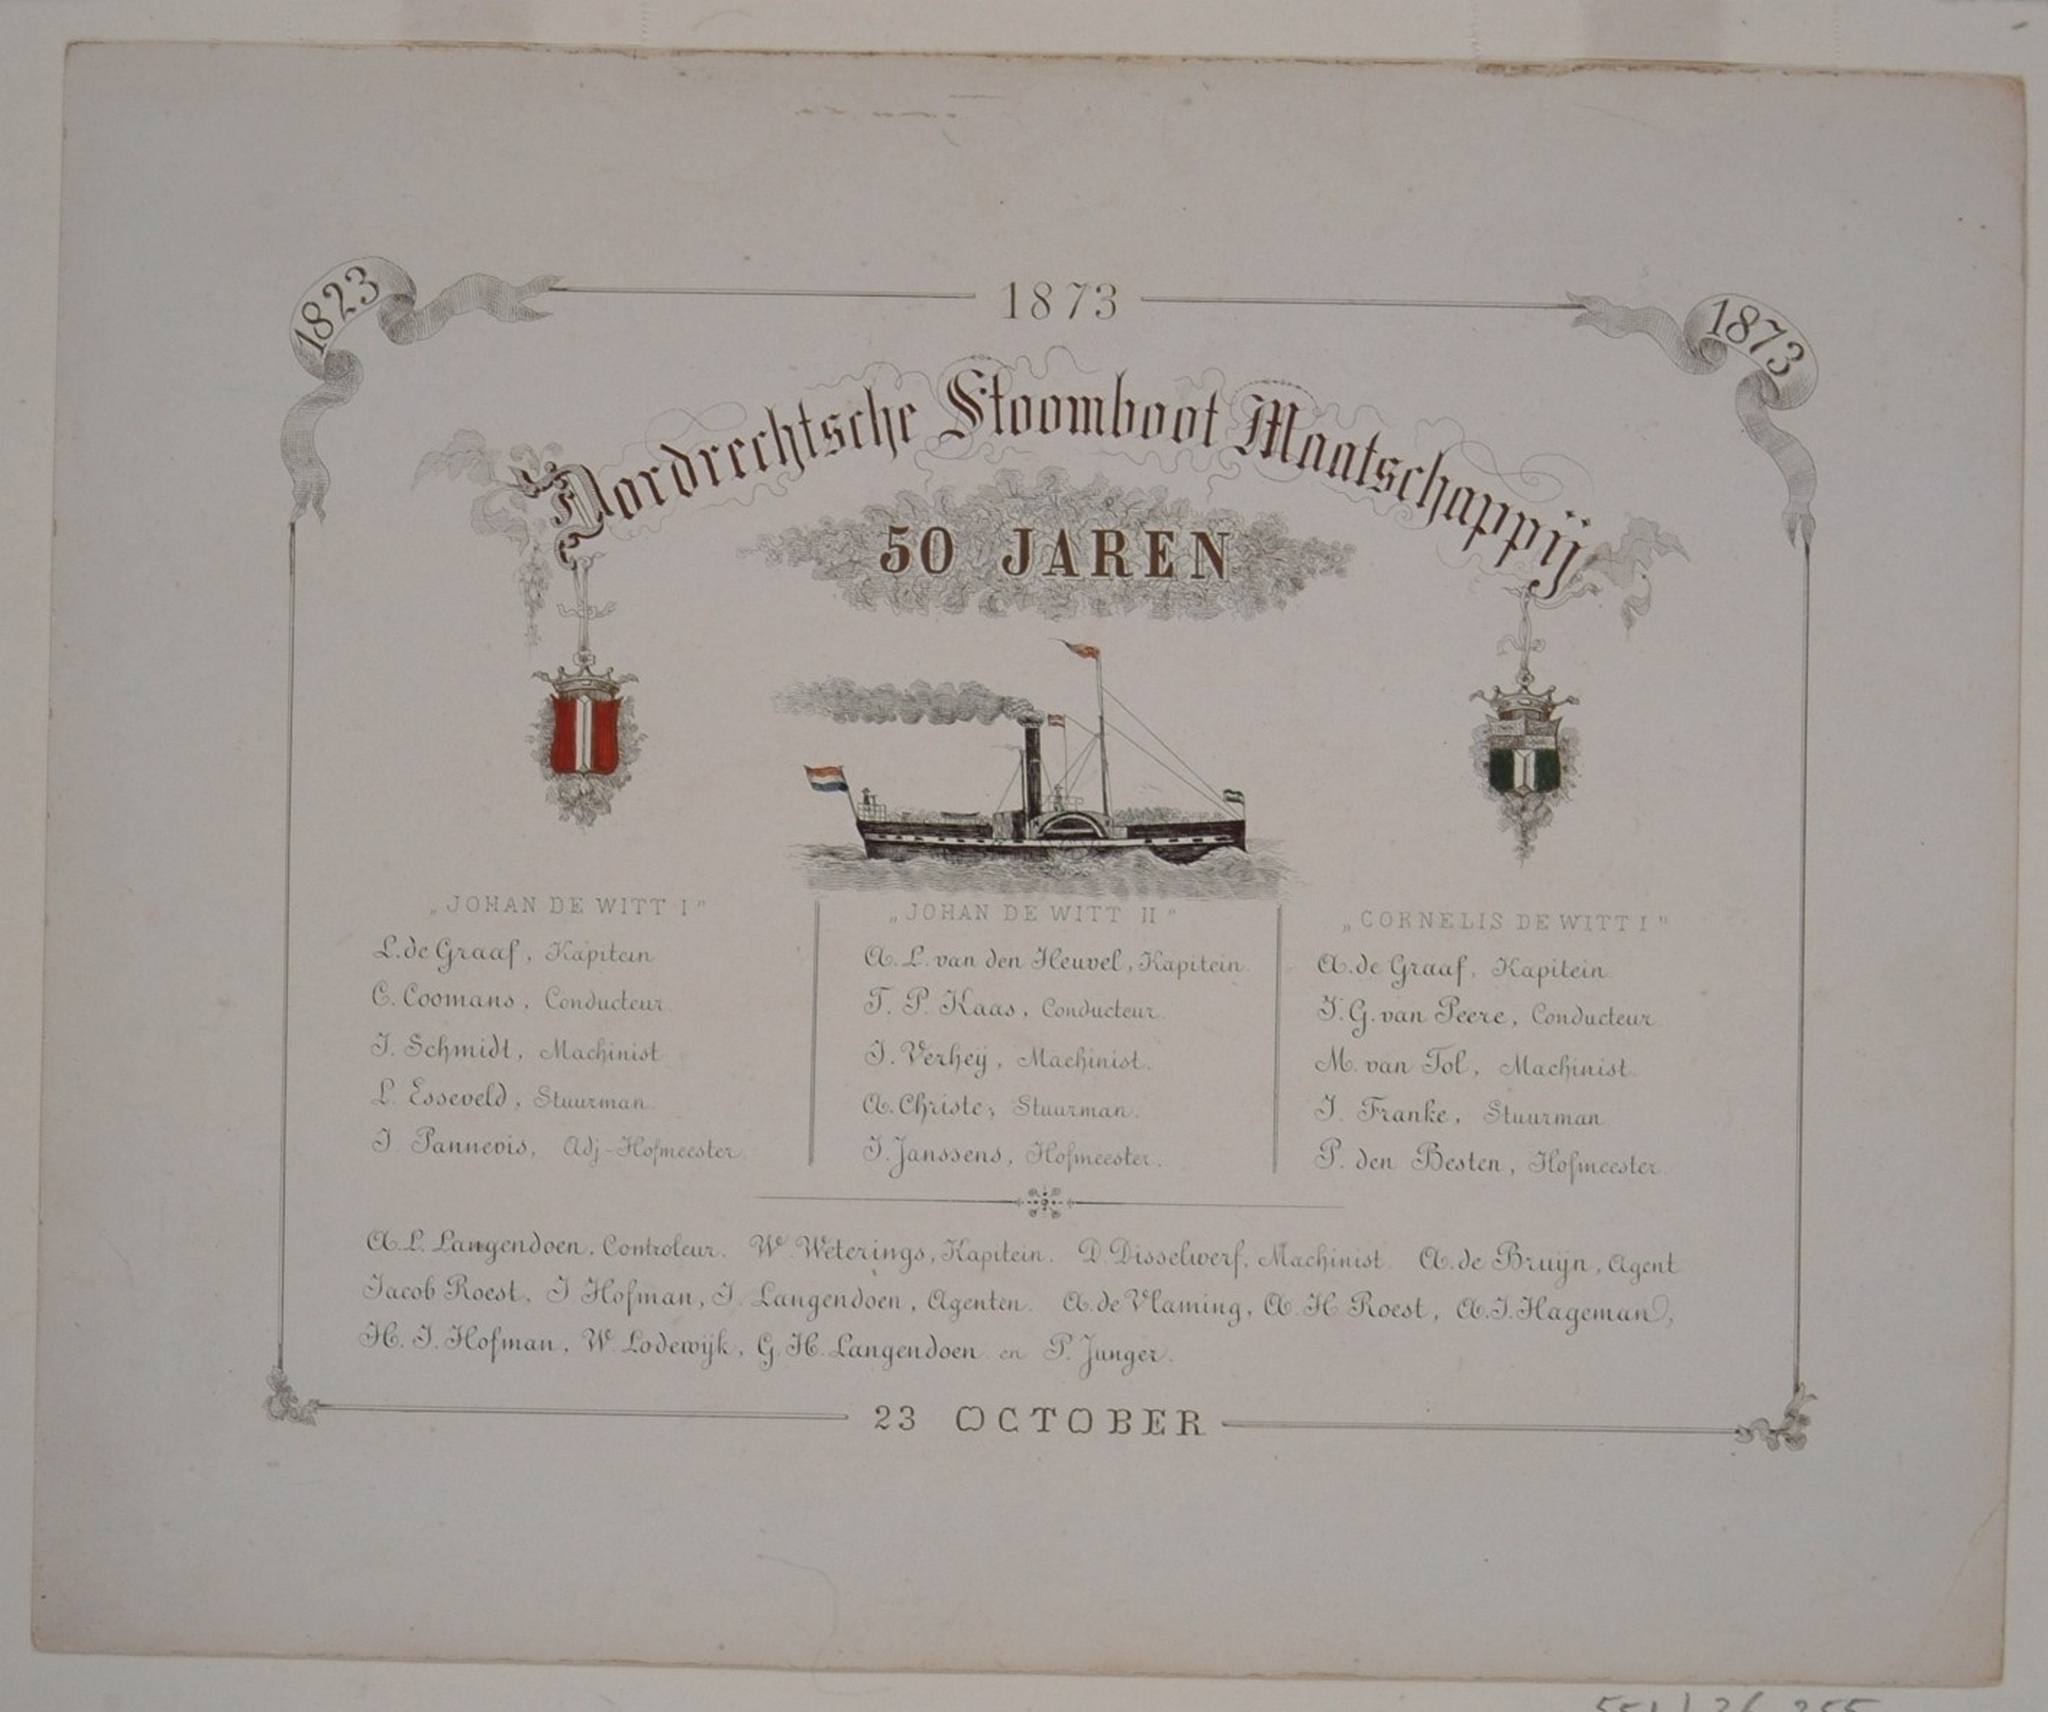 1823
1873
1873
Dordrechtsche Stoomboot Maatschappij
50 JAREN
„JOHAN DE WITT I"
L. de Graaf, Kapitein
C. Coomans, Conducteur.
J. Schmidt, Machinist
L. Esseveld, Stuurman.
J. Pannevis, Adj-Hofmeester.
„JOHAN DE WITT II"
A. L. van den Heuvel, Kapitein.
T. P. Kaas, Conducteur.
J. Verheij, Machinist.
A. Christe, Stuurman.
J. Janssens, Hofmeester.
„CORNELIS DE WITT I"
A. de Graaf, Kapitein
J. G. van Peere, Conducteur.
M. van Tol, Machinist.
J. Franke, Stuurman
P. den Besten, Hofmeester.
A. L. Langendoen, Controleur. W. Weterings, Kapitein. D. Disselwerf, Machinist. A. de Bruijn, Agent
Jacob Roest, J Hofman, J. Langendoen, Agenten. A. de Vlaming, A. H. Roest, A. J. Hageman,
H. J. Hofman, W. Lodewijk, G. H. Langendoen en P. Junger.
23 OCTOBER